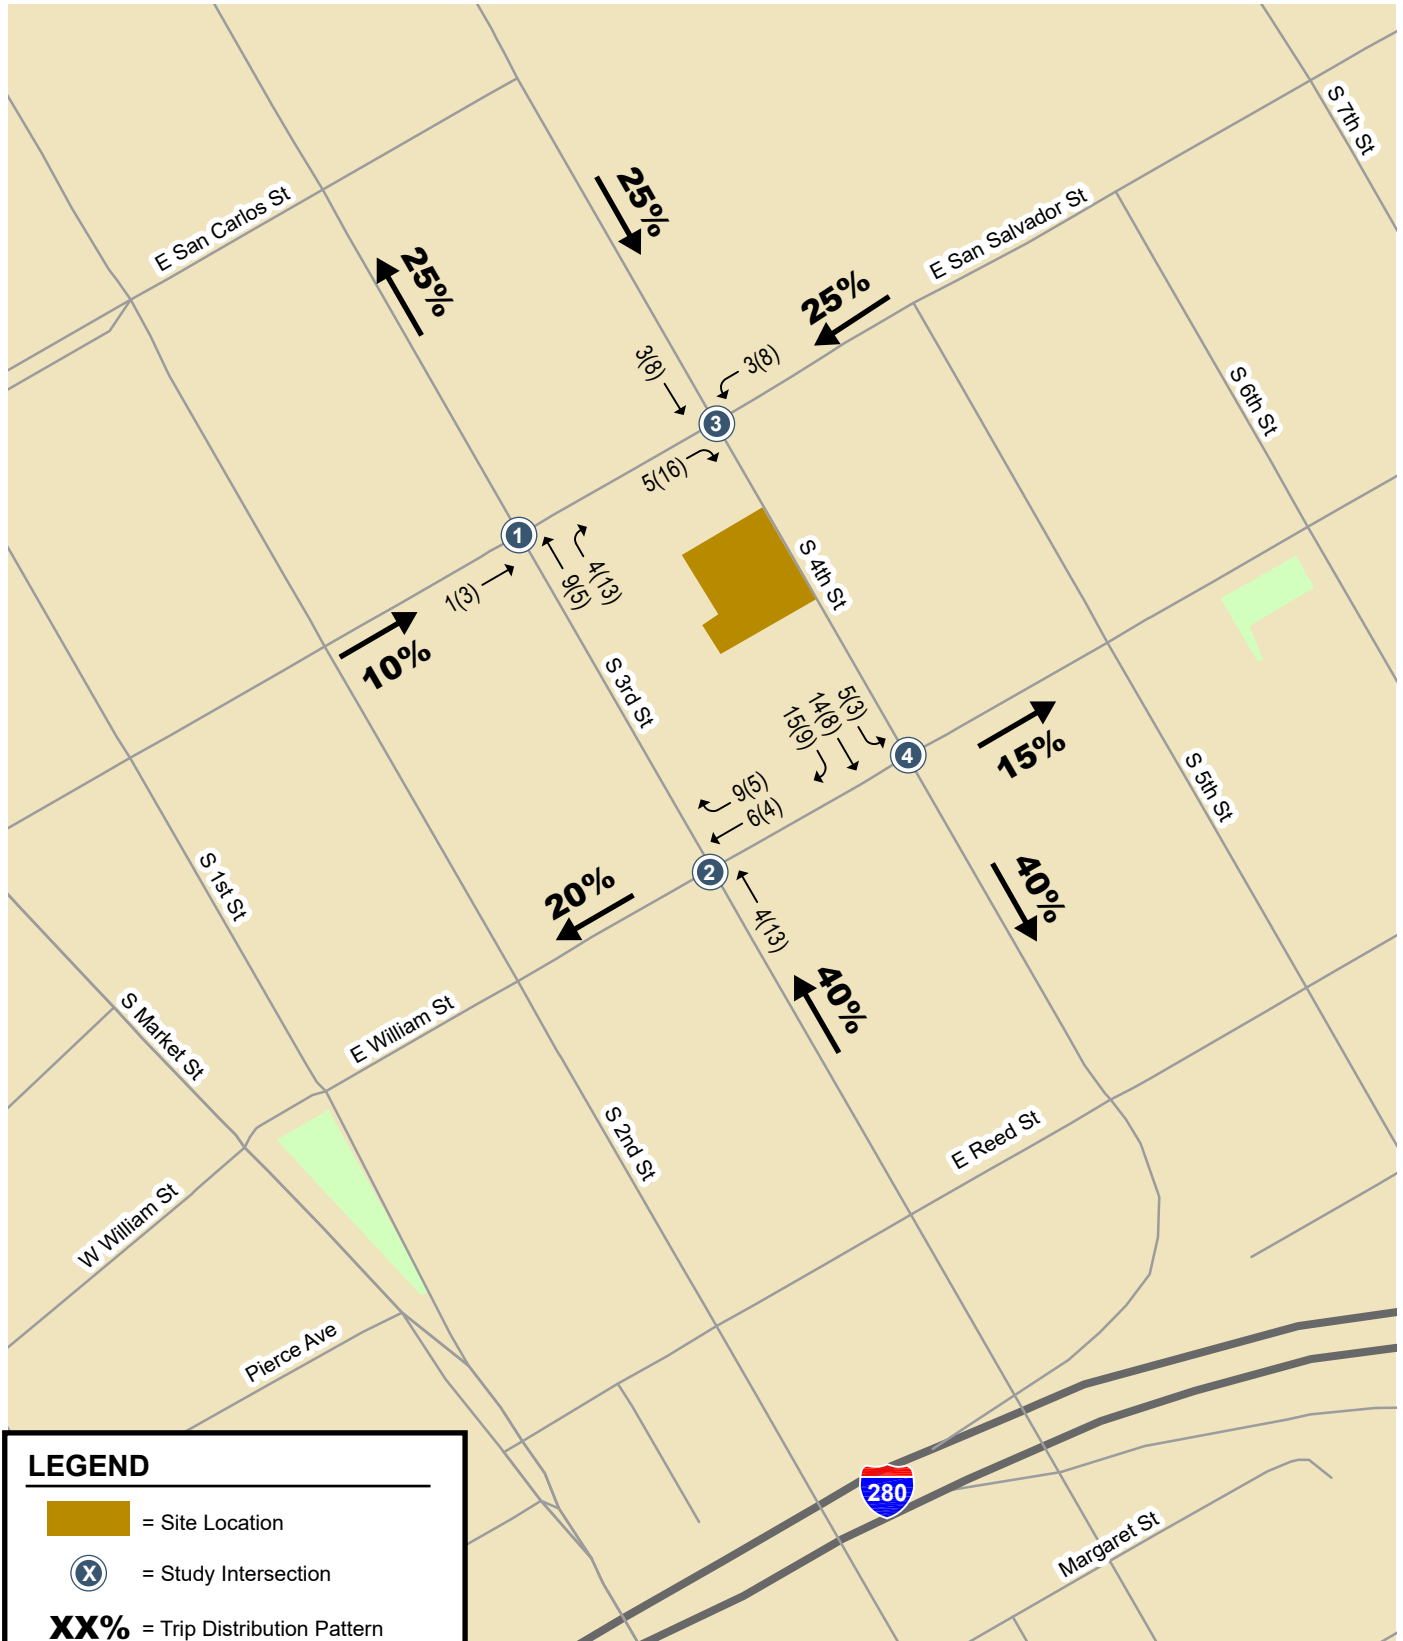 S 7th St
25%
E San Carlos St
E San Salvador St
25%
25%
3(8)
3(8)
S 6th St
3
5(16)
1
S 4th St
4(13)
9(5)
1(3)
10%
S 3rd St
5(3)
14(8)
15(9)
4
15%
9(5)
6(4)
S 5th St
2
20%
S 1st St
40%
4(13)
40%
E William St
S Market St
S 2nd St
E Reed St
W William St
Pierce Ave
280
Margaret St
LEGEND
= Site Location
X = Study Intersection
XX% = Trip Distribution Pattern